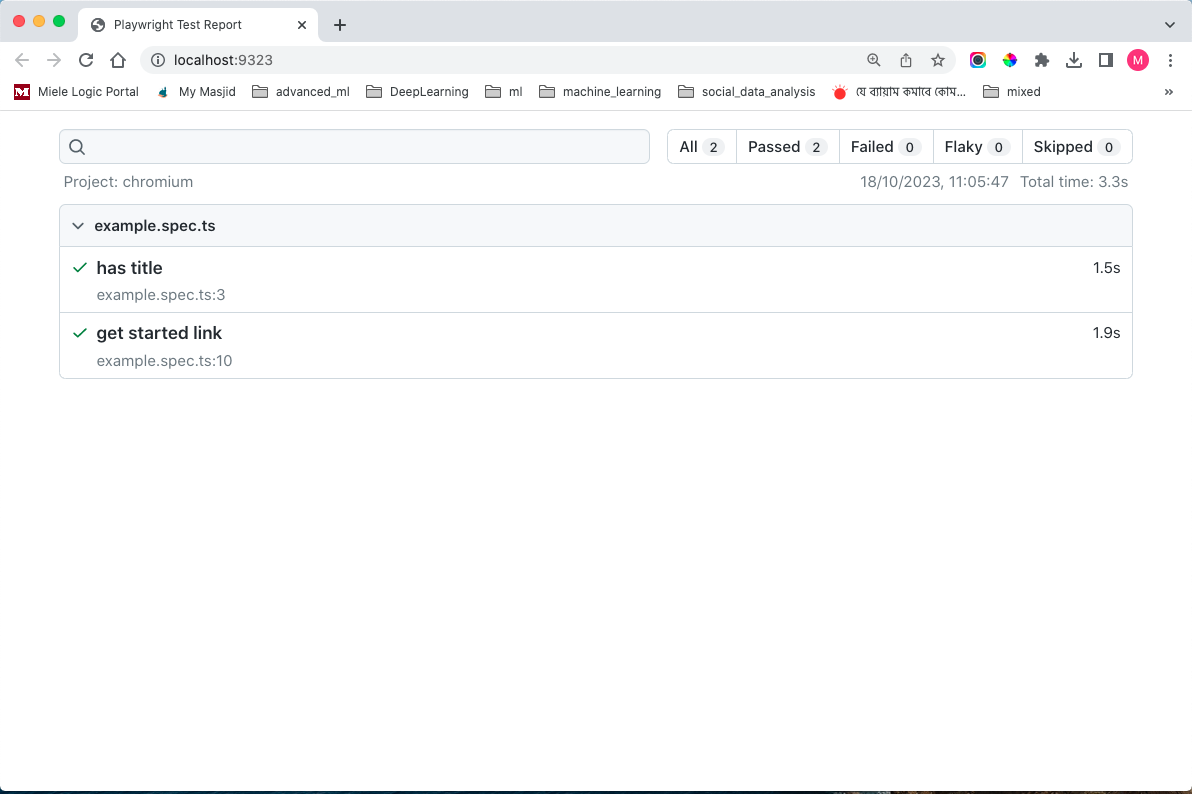 Playwright Test Report
localhost:9323
M
Miele Logic Portal My Masjid advanced_ml DeepLearning ml machine_learning social_data_analysis যে ব্যায়াম কমাবে কোম... mixed »
All 2 Passed 2 Failed 0 Flaky 0 Skipped 0
Project: chromium 18/10/2023, 11:05:47 Total time: 3.3s
example.spec.ts
has title 1.5s
example.spec.ts:3
get started link 1.9s
example.spec.ts:10